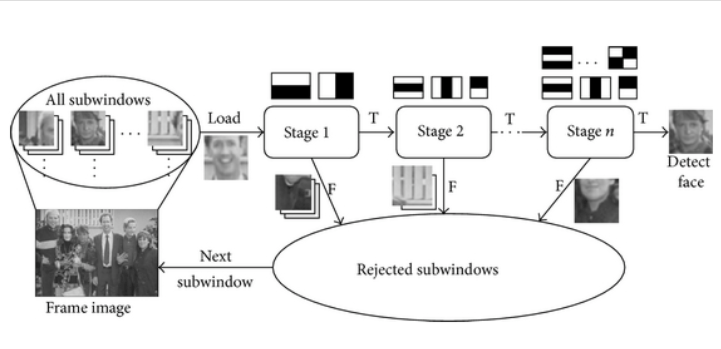 All subwindows
...
Load
Stage 1
T
Stage 2
T
...
Stage n
T
...
Detect
face
F
F
F
Rejected subwindows
Next
subwindow
Frame image